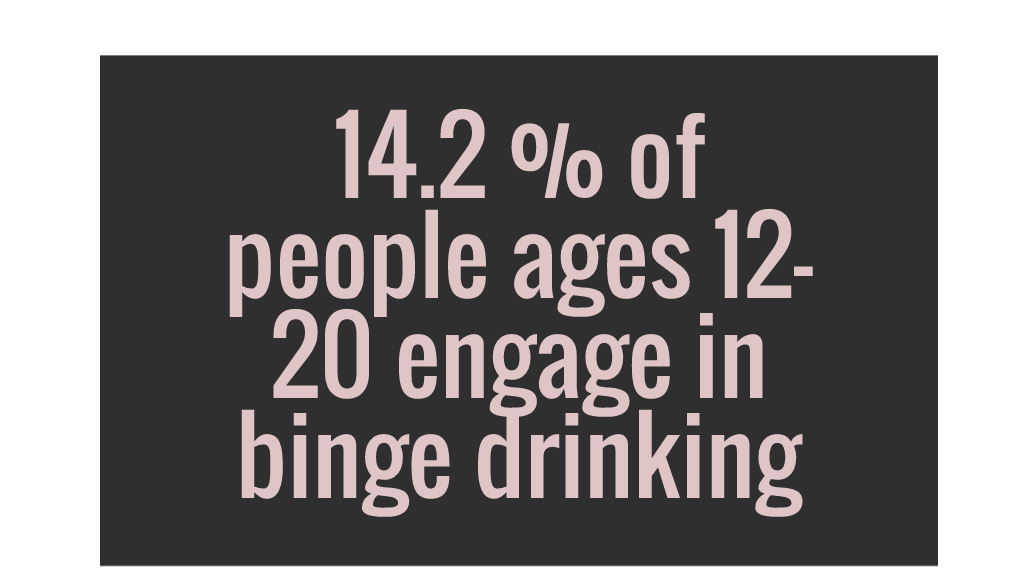 14.2 % of
people ages 12-
20 engage in
binge drinking